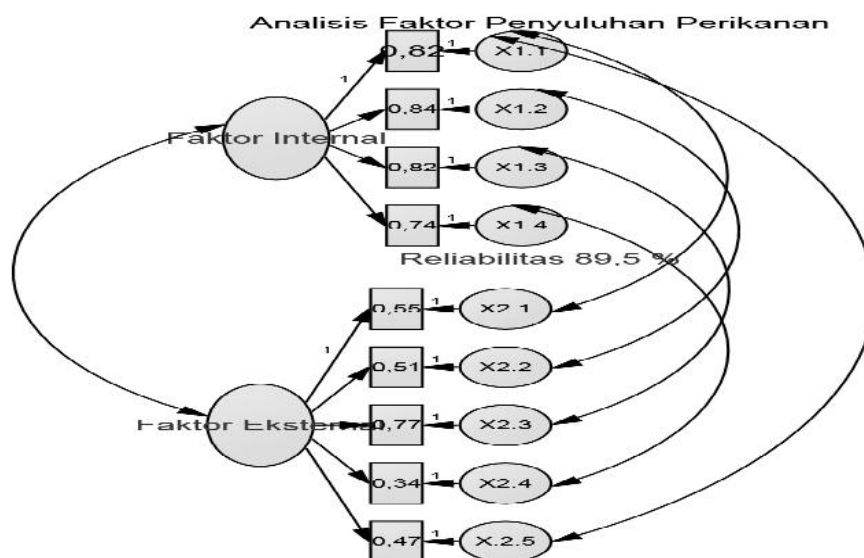 Analisis Faktor Penyuluhan Perikanan
1 0,82 1 X1.1
0,84 1 X1.2
Faktor Internal
0,82 1 X1.3
0,74 1 X1.4
Reliabilitas 89,5 %
0,55 1 X2.1
1
0,51 1 X2.2
0,77 1 X2.3
Faktor Eksternal
0,34 1 X2.4
0,47 1 X.2.5